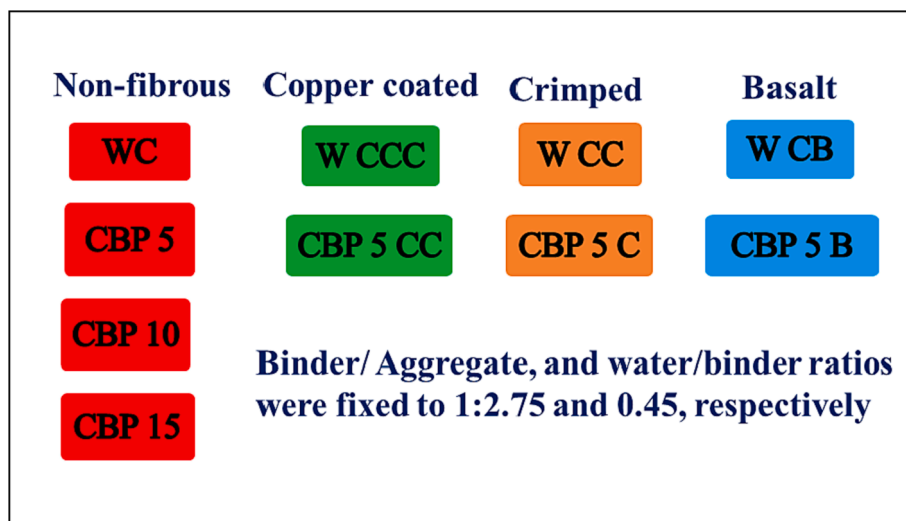 Non-fibrous
WC
CBP 5
CBP 10
CBP 15
Copper coated
W CCC
CBP 5 CC
Crimped
W CC
CBP 5 C
Basalt
W CB
CBP 5 B
Binder/ Aggregate, and water/binder ratios
were fixed to 1:2.75 and 0.45, respectively